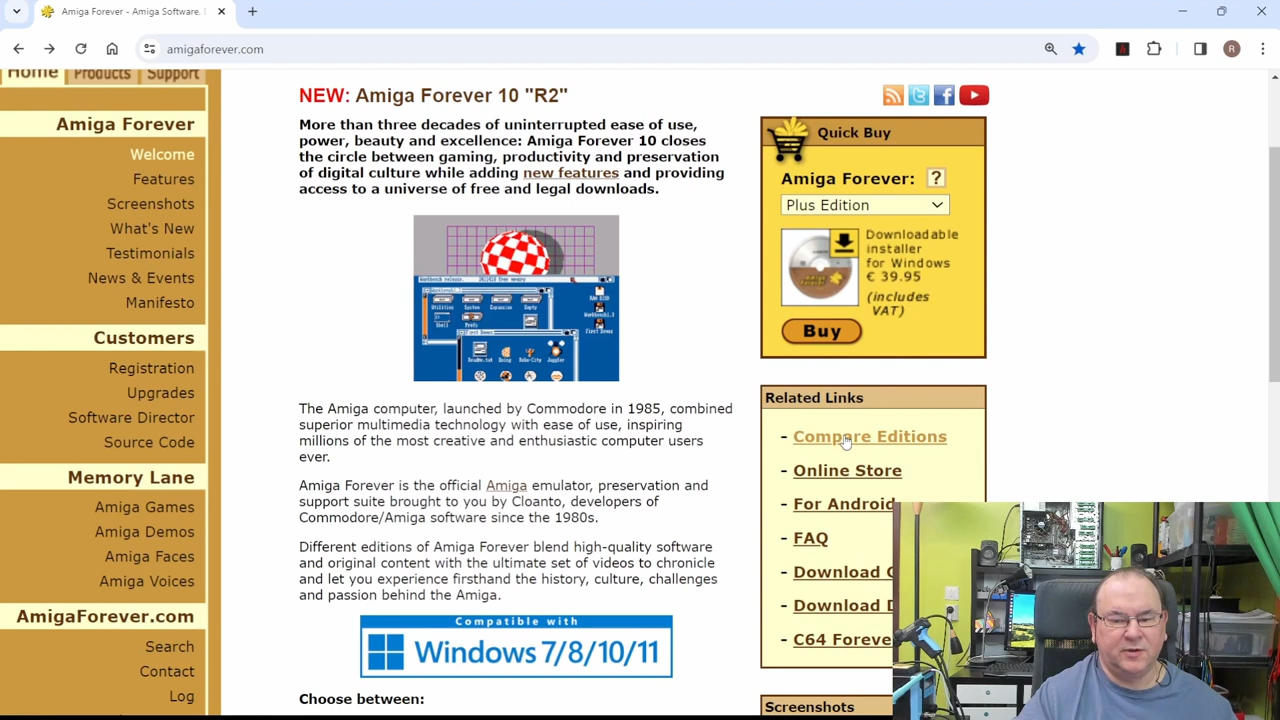 Amiga Forever - Amiga Software,
amigaforever.com
R
Home Products Support
Amiga Forever
Welcome
Features
Screenshots
What's New
Testimonials
News & Events
Manifesto
Customers
Registration
Upgrades
Software Director
Source Code
Memory Lane
Amiga Games
Amiga Demos
Amiga Faces
Amiga Voices
AmigaForever.com
Search
Contact
Log
NEW: Amiga Forever 10 "R2"
More than three decades of uninterrupted ease of use,
power, beauty and excellence: Amiga Forever 10 closes
the circle between gaming, productivity and preservation
of digital culture while adding new features and providing
access to a universe of free and legal downloads.
The Amiga computer, launched by Commodore in 1985, combined
superior multimedia technology with ease of use, inspiring
millions of the most creative and enthusiastic computer users
ever.
Amiga Forever is the official Amiga emulator, preservation and
support suite brought to you by Cloanto, developers of
Commodore/Amiga software since the 1980s.
Different editions of Amiga Forever blend high-quality software
and original content with the ultimate set of videos to chronicle
and let you experience firsthand the history, culture, challenges
and passion behind the Amiga.
Compatible with
Windows 7/8/10/11
Choose between:
Quick Buy
Amiga Forever: ?
Plus Edition
Downloadable
installer
for Windows
€ 39.95
(includes
VAT)
Buy
Related Links
- Compare Editions
- Online Store
- For Android
- FAQ
- Download
- Download
- C64 Foreve
Screenshots